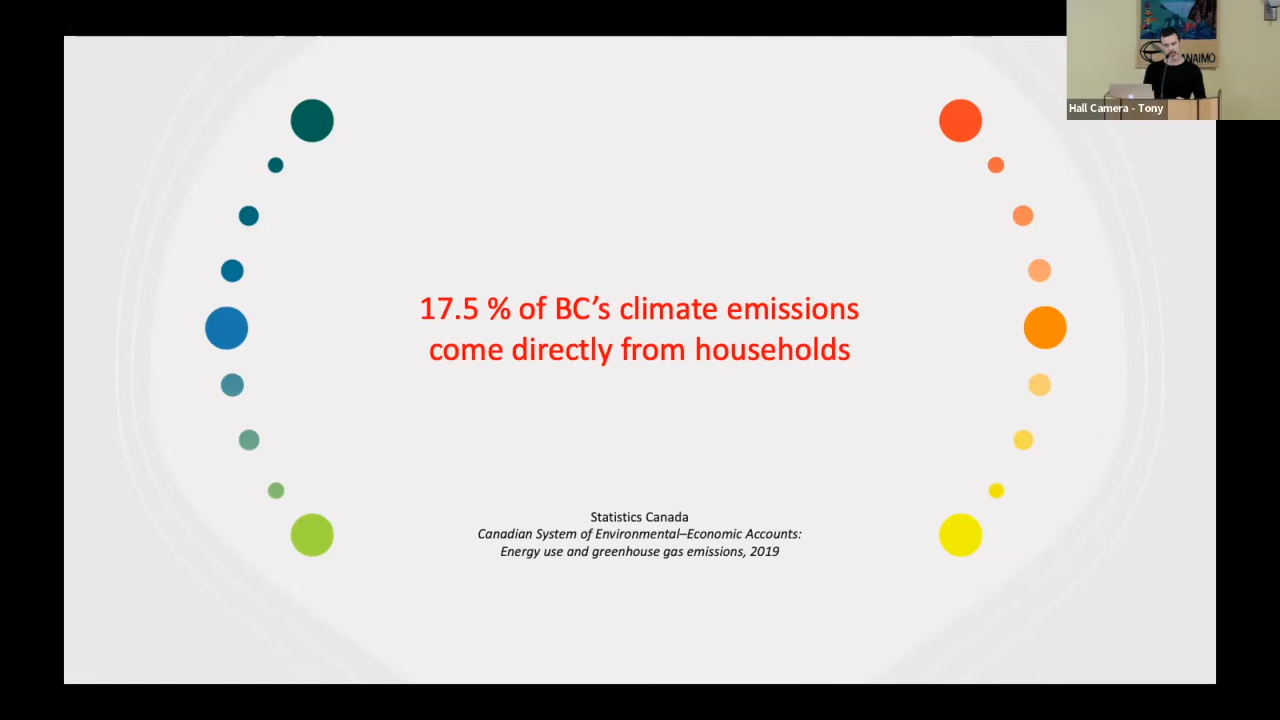 17.5 % of BC’s climate emissions
come directly from households
Statistics Canada
Canadian System of Environmental–Economic Accounts:
Energy use and greenhouse gas emissions, 2019
ANAIMO
Hall Camera - Tony